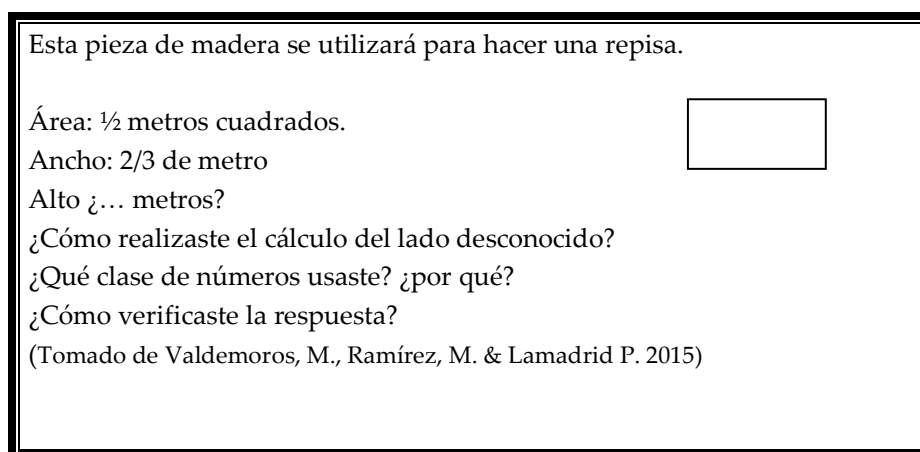 Esta pieza de madera se utilizará para hacer una repisa.
Área: ½ metros cuadrados.
Ancho: 2/3 de metro
Alto ¿… metros?
¿Cómo realizaste el cálculo del lado desconocido?
¿Qué clase de números usaste? ¿por qué?
¿Cómo verificaste la respuesta?
(Tomado de Valdemoros, M., Ramírez, M. & Lamadrid P. 2015)